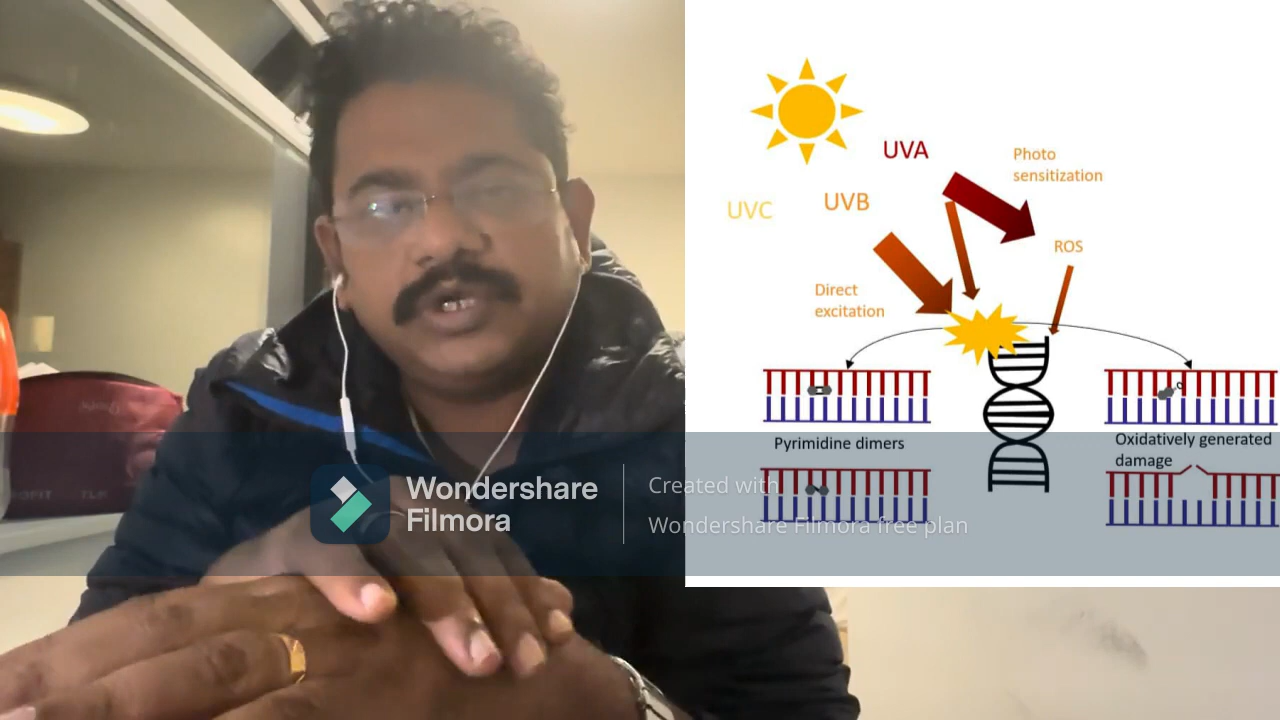 UVA
Photo
sensitization
UVC
UVB
ROS
Direct
excitation
Pyrimidine dimers
Oxidatively generated
damage
Wondershare
Filmora
Created with
Wondershare Filmora free plan